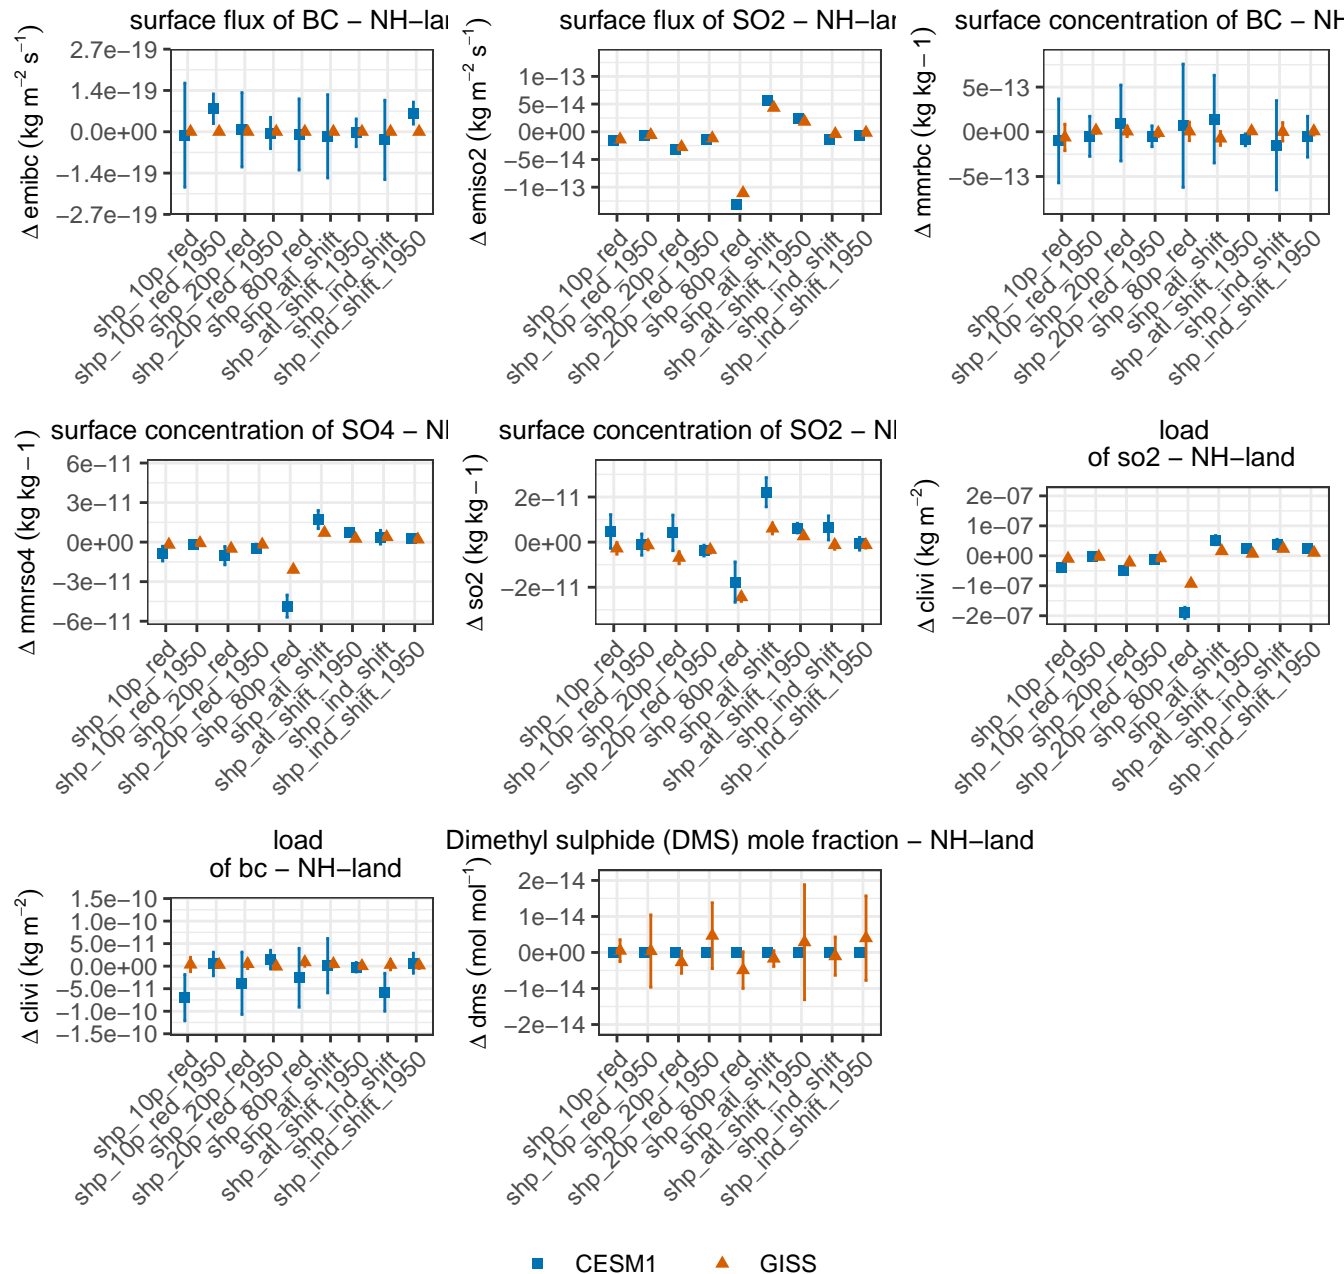 surface flux of BC − NH−lan
Δ emibc (kg m−2 s−1)
2.7e−19
1.4e−19
0.0e+00
−1.4e−19
−2.7e−19
shp_10p_red
shp_10p_red_1950
shp_20p_red
shp_20p_red_1950
shp_80p_red
shp_atl_shift
shp_atl_shift_1950
shp_ind_shift
shp_ind_shift_1950
surface flux of SO2 − NH−lan
Δ emiso2 (kg m−2 s−1)
1e−13
5e−14
0e+00
−5e−14
−1e−13
shp_10p_red
shp_10p_red_1950
shp_20p_red
shp_20p_red_1950
shp_80p_red
shp_atl_shift
shp_atl_shift_1950
shp_ind_shift
shp_ind_shift_1950
surface concentration of BC − NH
Δ mmrbc (kg kg−1)
5e−13
0e+00
−5e−13
shp_10p_red
shp_10p_red_1950
shp_20p_red
shp_20p_red_1950
shp_80p_red
shp_atl_shift
shp_atl_shift_1950
shp_ind_shift
shp_ind_shift_1950
surface concentration of SO4 − NH
Δ mmrso4 (kg kg−1)
6e−11
3e−11
0e+00
−3e−11
−6e−11
shp_10p_red
shp_10p_red_1950
shp_20p_red
shp_20p_red_1950
shp_80p_red
shp_atl_shift
shp_atl_shift_1950
shp_ind_shift
shp_ind_shift_1950
surface concentration of SO2 − NH
Δ so2 (kg kg−1)
2e−11
0e+00
−2e−11
shp_10p_red
shp_10p_red_1950
shp_20p_red
shp_20p_red_1950
shp_80p_red
shp_atl_shift
shp_atl_shift_1950
shp_ind_shift
shp_ind_shift_1950
load
of so2 − NH−land
Δ clivi (kg m−2)
2e−07
1e−07
0e+00
−1e−07
−2e−07
shp_10p_red
shp_10p_red_1950
shp_20p_red
shp_20p_red_1950
shp_80p_red
shp_atl_shift
shp_atl_shift_1950
shp_ind_shift
shp_ind_shift_1950
load
of bc − NH−land
Δ clivi (kg m−2)
1.5e−10
1.0e−10
5.0e−11
0.0e+00
−5.0e−11
−1.0e−10
−1.5e−10
shp_10p_red
shp_10p_red_1950
shp_20p_red
shp_20p_red_1950
shp_80p_red
shp_atl_shift
shp_atl_shift_1950
shp_ind_shift
shp_ind_shift_1950
Dimethyl sulphide (DMS) mole fraction − NH−land
Δ dms (mol mol−1)
2e−14
1e−14
0e+00
−1e−14
−2e−14
shp_10p_red
shp_10p_red_1950
shp_20p_red
shp_20p_red_1950
shp_80p_red
shp_atl_shift
shp_atl_shift_1950
shp_ind_shift
shp_ind_shift_1950
CESM1
GISS